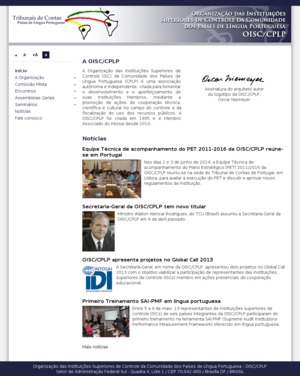 Tribunais de Contas
Países de Língua Portuguesa
Organização das Instituições
Superiores de Controle da Comunidade
dos países de Língua Portuguesa
OISC/CPLP
Início
A Organização
Comissão Mista
Encontros
Assembleias Gerais
Seminários
Notícias
Fale conosco
A OISC/CPLP
A Organização das Instituições Superiores de
Controle (ISC) da Comunidade dos Países de
Língua Portuguesa (CPLP) é uma associação
autônoma e independente, criada para fomentar
o desenvolvimento e o aperfeiçoamento de
suas Instituições Membros, mediante a
promoção de ações de cooperação técnica,
científica e cultural no campo do controle e da
fiscalização do uso dos recursos públicos. A
OISC/CPLP foi criada em 1995 e é Membro
Associado da Intosai desde 2010.
Oscar Niemeyer
Assinatura do arquiteto autor
da logotipo da OISC/CPLP,
Oscar Niemeyer
Notícias
Equipe Técnica de acompanhamento do PET 2011-2016 da OISC/CPLP reúne-
se em Portugal
Nos dias 2 e 3 de junho de 2014, a Equipe Técnica de
Acompanhamento do Plano Estratégico (PET) 2011/2016 da
OISC/CPLP reuniu-se na sede do Tribunal de Contas de Portugal, em
Lisboa, para avaliar a execução do PET e discutir e aprovar novos
regulamentos da instituição.
Secretaria-Geral da OISC/CPLP tem novo titular
Ministro Walton Alencar Rodrigues, do TCU (Brasil) assumiu a Secretaria-Geral da
OISC/CPLP em 9 de abril passado.
OISC/CPLP apresenta projetos no Global Call 2013
INTOSAI
IDI
A Secretaria-Geral, em nome da OISC/CPLP, apresentou dois projetos no Global Call
2013 com o objetivo viabilizar a participação de representantes das instituições
superiores de controle (ISCs) membros em ações presenciais de cooperação
educacional.
Primeiro Treinamento SAI-PMF em língua portuguesa
Entre 5 e 9 de maio, 13 representantes de instituições superiores de
controle (ISCs) de seis países integrantes da OISC/CPLP participaram do
primeiro treinamento na ferramenta SAI PMF (Supreme Audit Institutions
Performance Measurement Framework) oferecido em língua portuguesa.
Mais notícias
Organização das Instituições Superiores de Controle da Comunidade dos Países de Língua Portuguesa - OISC/CPLP
Setor de Administração Federal Sul - Quadra 4, Lote 1 | CEP 70.042-900 | Brasília DF / BRASIL